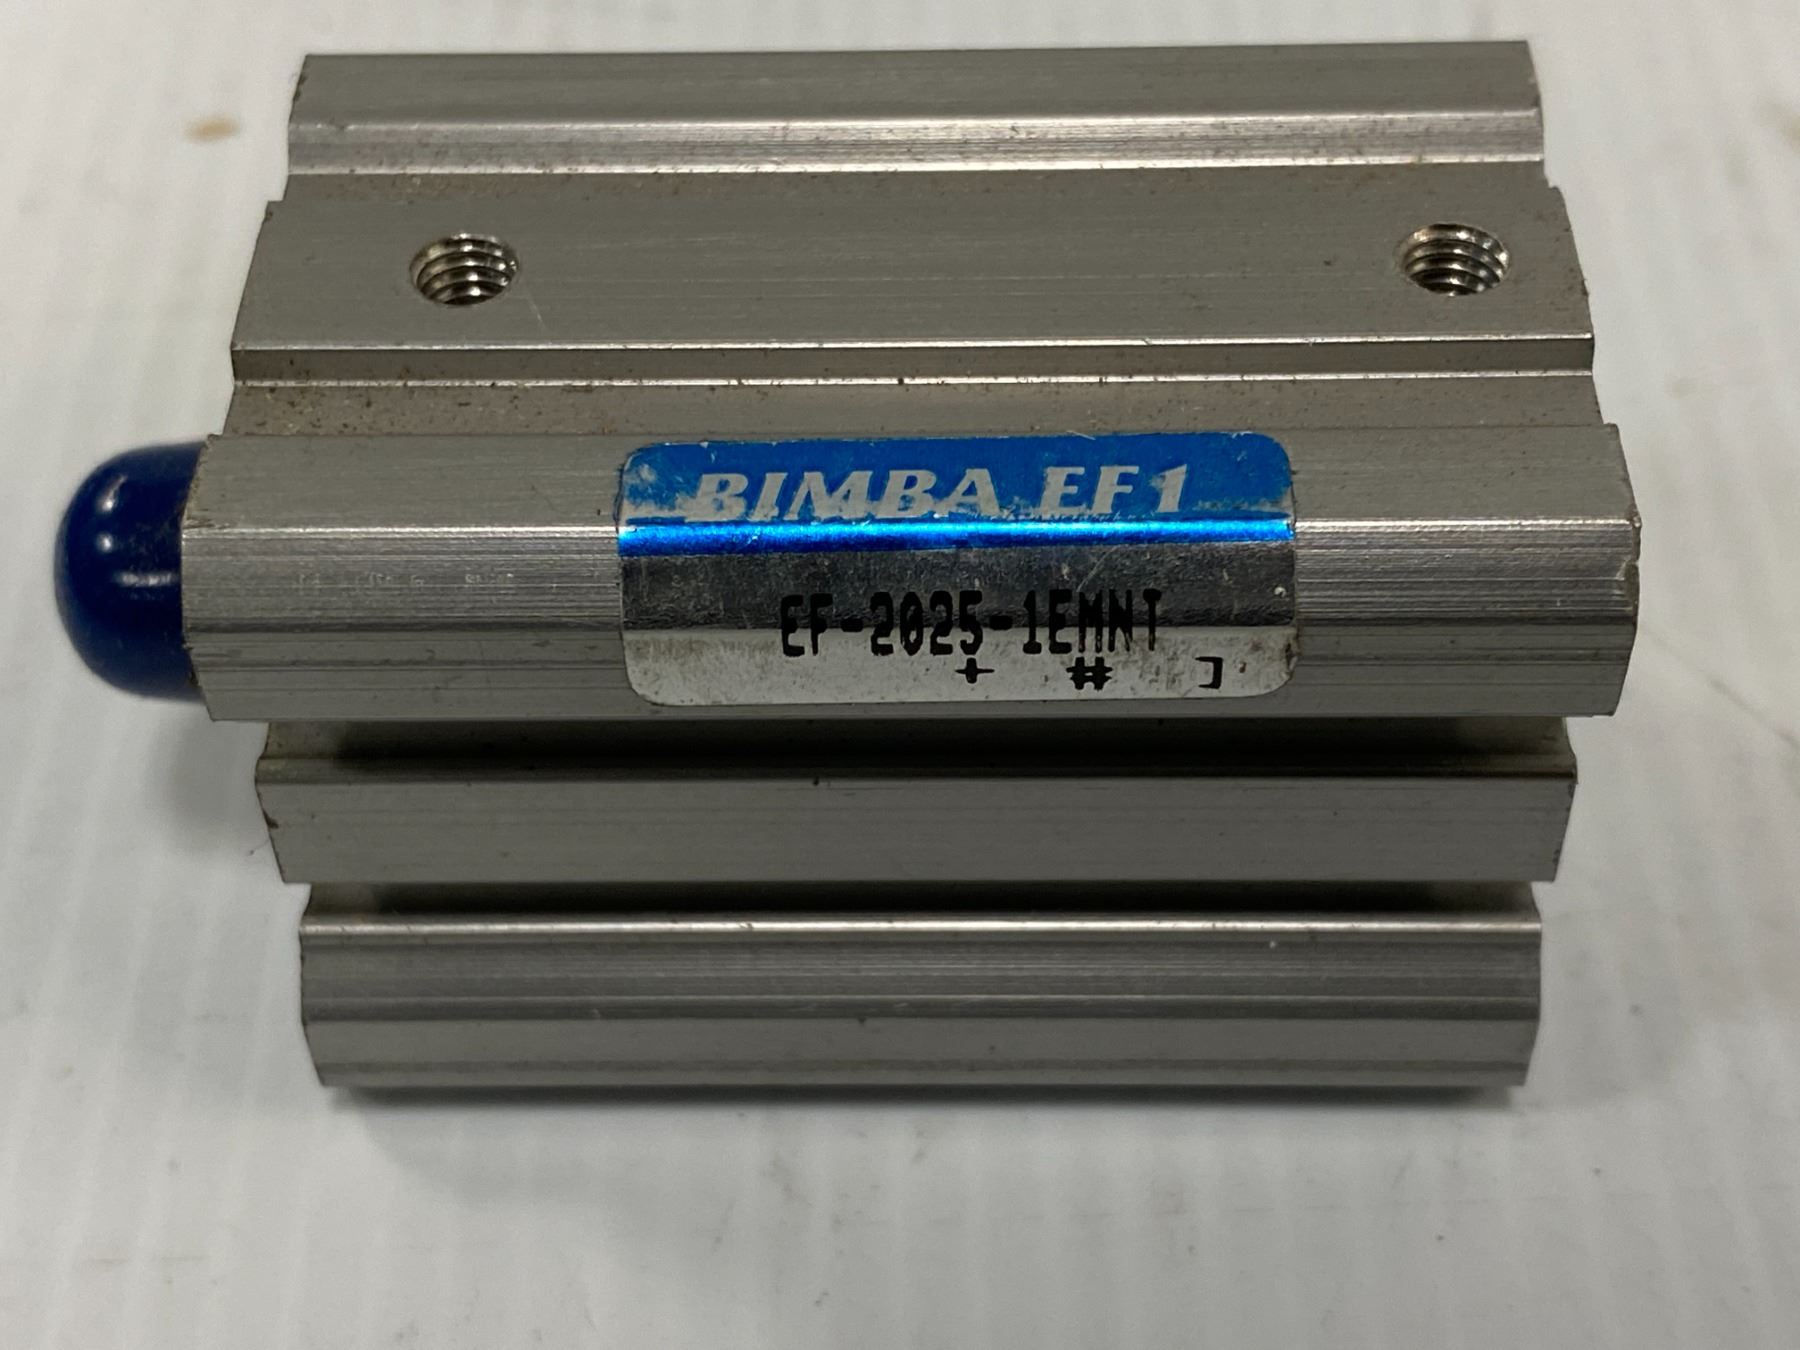 BIMBA EF1
EF-2025-1EMNT
+ # ㄷ